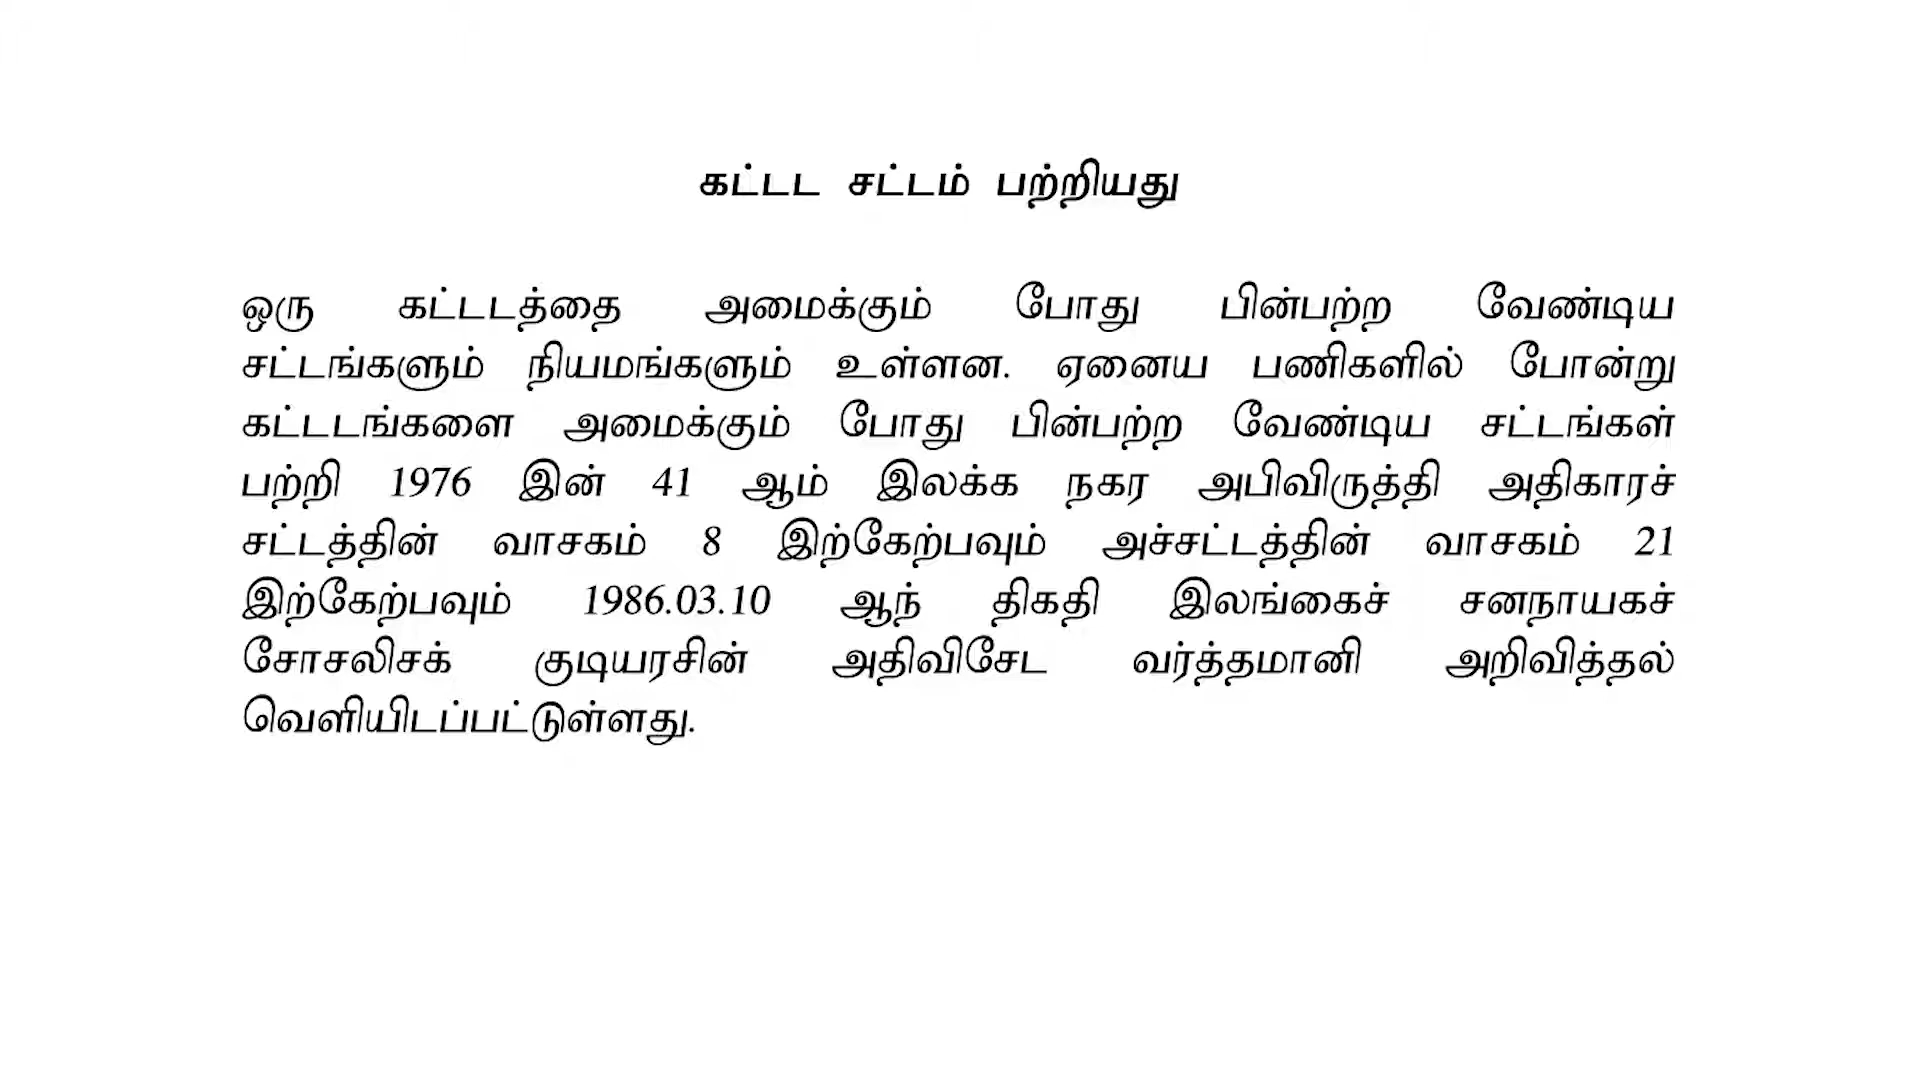 கட்டட சட்டம் பற்றியது
ஒரு கட்டடத்தை அமைக்கும் போது பின்பற்ற வேண்டிய
சட்டங்களும் நியமங்களும் உள்ளன. ஏனைய பணிகளில் போன்று
கட்டடங்களை அமைக்கும் போது பின்பற்ற வேண்டிய சட்டங்கள்
பற்றி 1976 இன் 41 ஆம் இலக்க நகர அபிவிருத்தி அதிகாரச்
சட்டத்தின் வாசகம் 8 இற்கேற்பவும் அச்சட்டத்தின் வாசகம் 21
இற்கேற்பவும் 1986.03.10 ஆந் திகதி இலங்கைச் சனநாயகச்
சோசலிசக் குடியரசின் அதிவிசேட வர்த்தமானி அறிவித்தல்
வெளியிடப்பட்டுள்ளது.